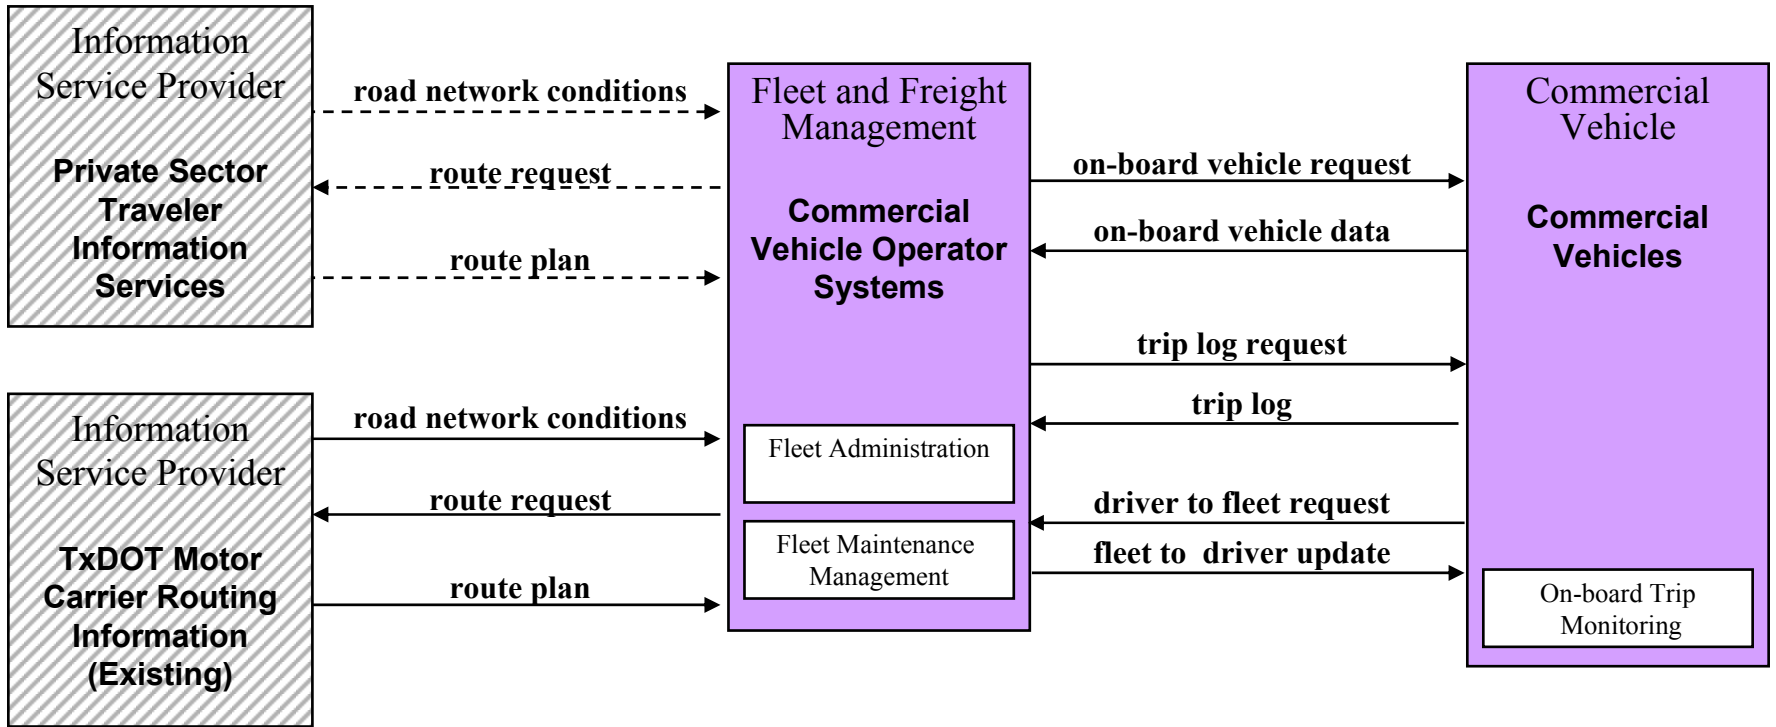 Information
Service Provider
Private Sector
Traveler
Information
Services
road network conditions
route request
route plan
Information
Service Provider
TxDOT Motor
Carrier Routing
Information
(Existing)
road network conditions
route request
route plan
Fleet and Freight
Management
Commercial
Vehicle Operator
Systems
Fleet Administration
Fleet Maintenance
Management
on-board vehicle request
on-board vehicle data
trip log request
trip log
driver to fleet request
fleet to  driver update
Commercial
Vehicle
Commercial
Vehicles
On-board Trip
Monitoring